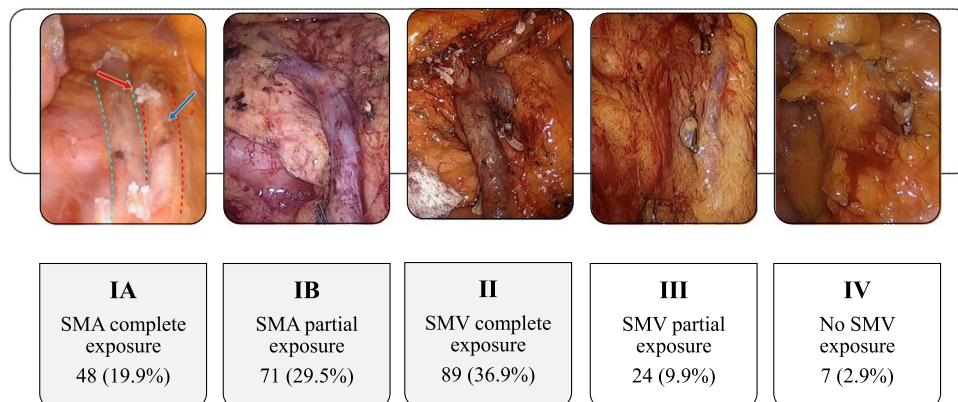 IA
SMA complete
exposure
48 (19.9%)
IB
SMA partial
exposure
71 (29.5%)
II
SMV complete
exposure
89 (36.9%)
III
SMV partial
exposure
24 (9.9%)
IV
No SMV
exposure
7 (2.9%)